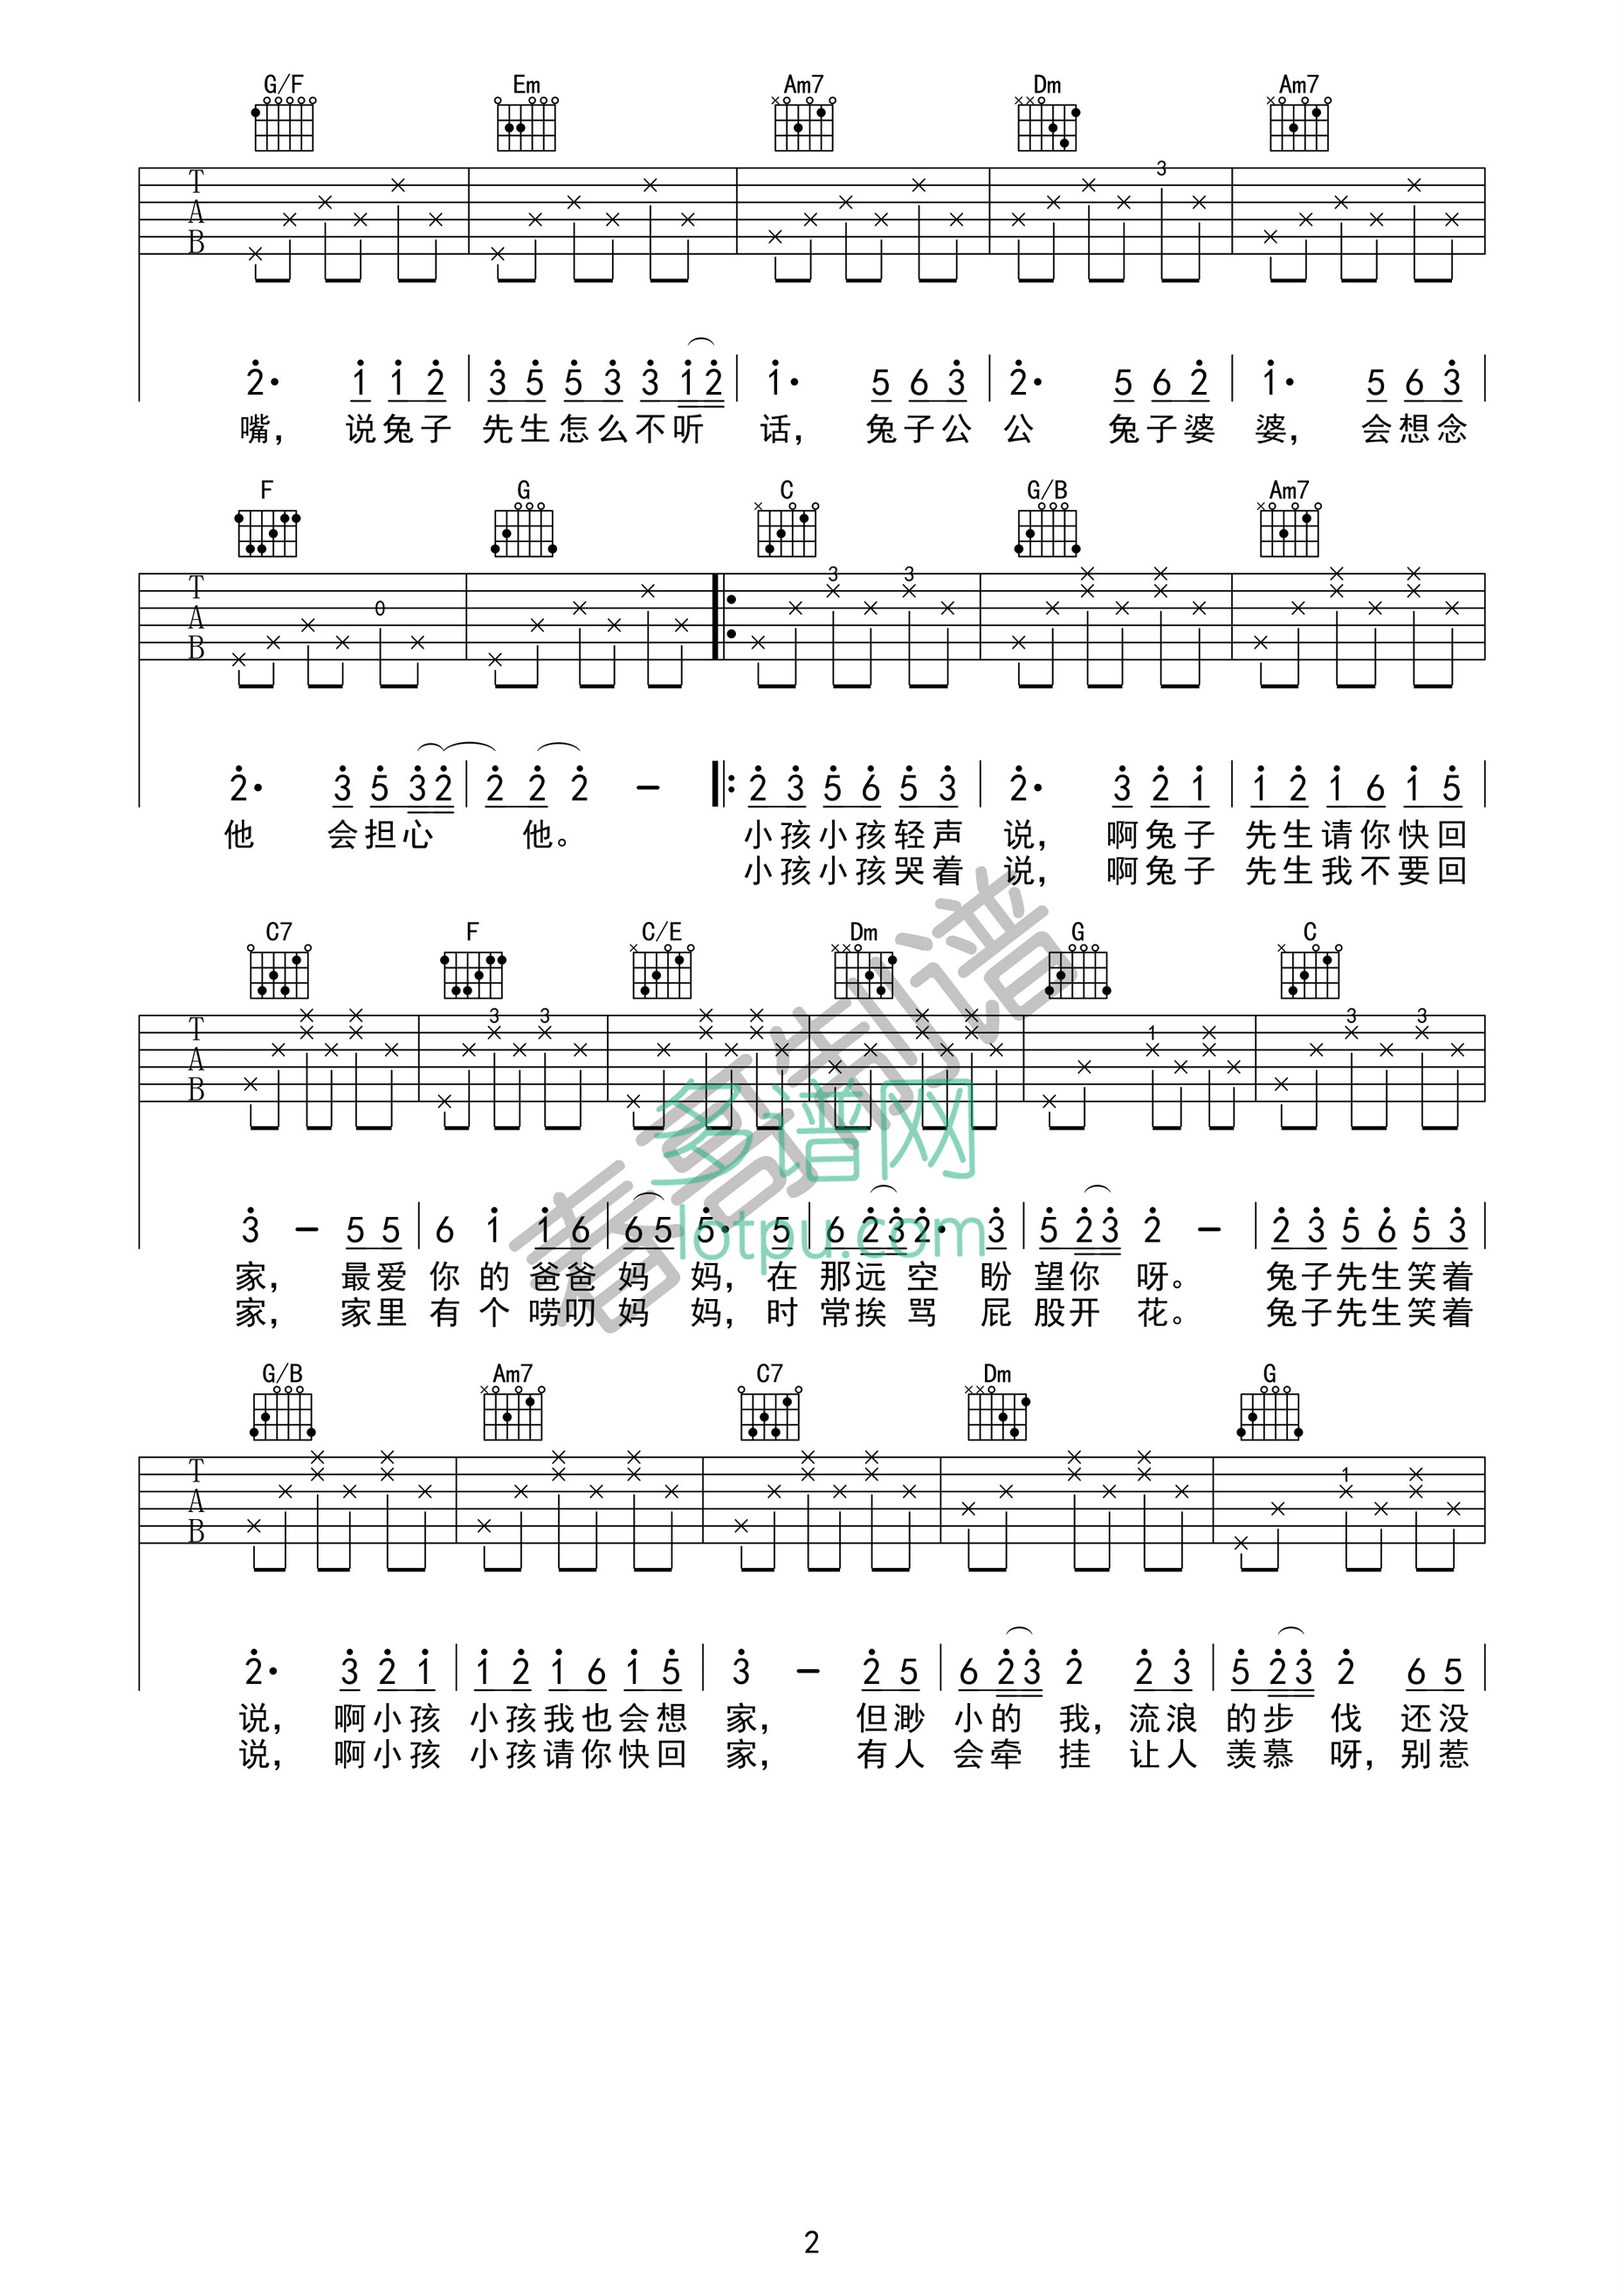 G/F Em Am7 Dm Am7
T
A
B
3
2· 1 1 2 3 5 5 3 3 1 2 1· 5 6 3 2· 5 6 2 1· 5 6 3
嘴， 说兔子 先生怎么不听 话， 兔子公 公 兔子婆 婆， 会想念
F G C G/B Am7
T
A
B
0 3 3
2· 3 5 3 2 2 2 2 – 2 3 5 6 5 3 2· 3 2 1 1 2 1 6 1 5
他 会担心 他。 小孩小孩轻声 说， 啊兔子 先生请你快回
小孩小孩哭着 说， 啊兔子 先生我不要回
C7 F C/E Dm G C
T
A
B
3 3 1 3 3
3 – 5 5 6 1 1 6 6 5 5· 5 6 2 3 2· 3 5 2 3 2 – 2 3 5 6 5 3
家， 最爱 你的爸爸 妈 妈， 在 那远空 盼 望你 呀。 兔子先生笑着
家， 家里 有个唠叨 妈 妈， 时 常挨骂 屁 股开 花。 兔子先生笑着
春哥制谱
多谱网
lotpu.com
G/B Am7 C7 Dm G
T
A
B
1
2· 3 2 1 1 2 1 6 1 5 3 – 2 5 6 2 3 2 2 3 5 2 3 2 6 5
说， 啊小孩 小孩我也会想 家， 但渺 小的 我， 流浪 的步 伐 还没
说， 啊小孩 小孩请你快回 家， 有人 会牵 挂 让人 羡慕 呀， 别惹
2